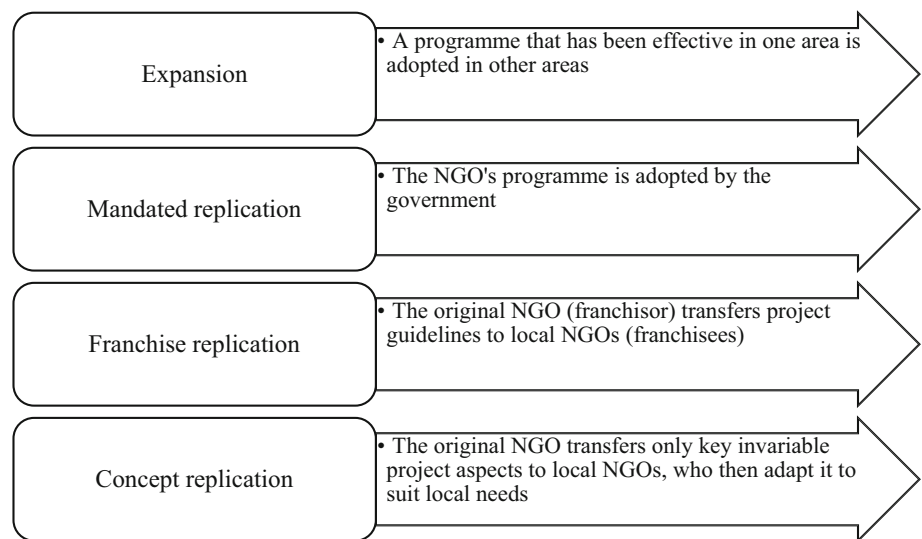 Expansion
• A programme that has been effective in one area is
adopted in other areas
Mandated replication
• The NGO's programme is adopted by the
government
Franchise replication
• The original NGO (franchisor) transfers project
guidelines to local NGOs (franchisees)
Concept replication
• The original NGO transfers only key invariable
project aspects to local NGOs, who then adapt it to
suit local needs